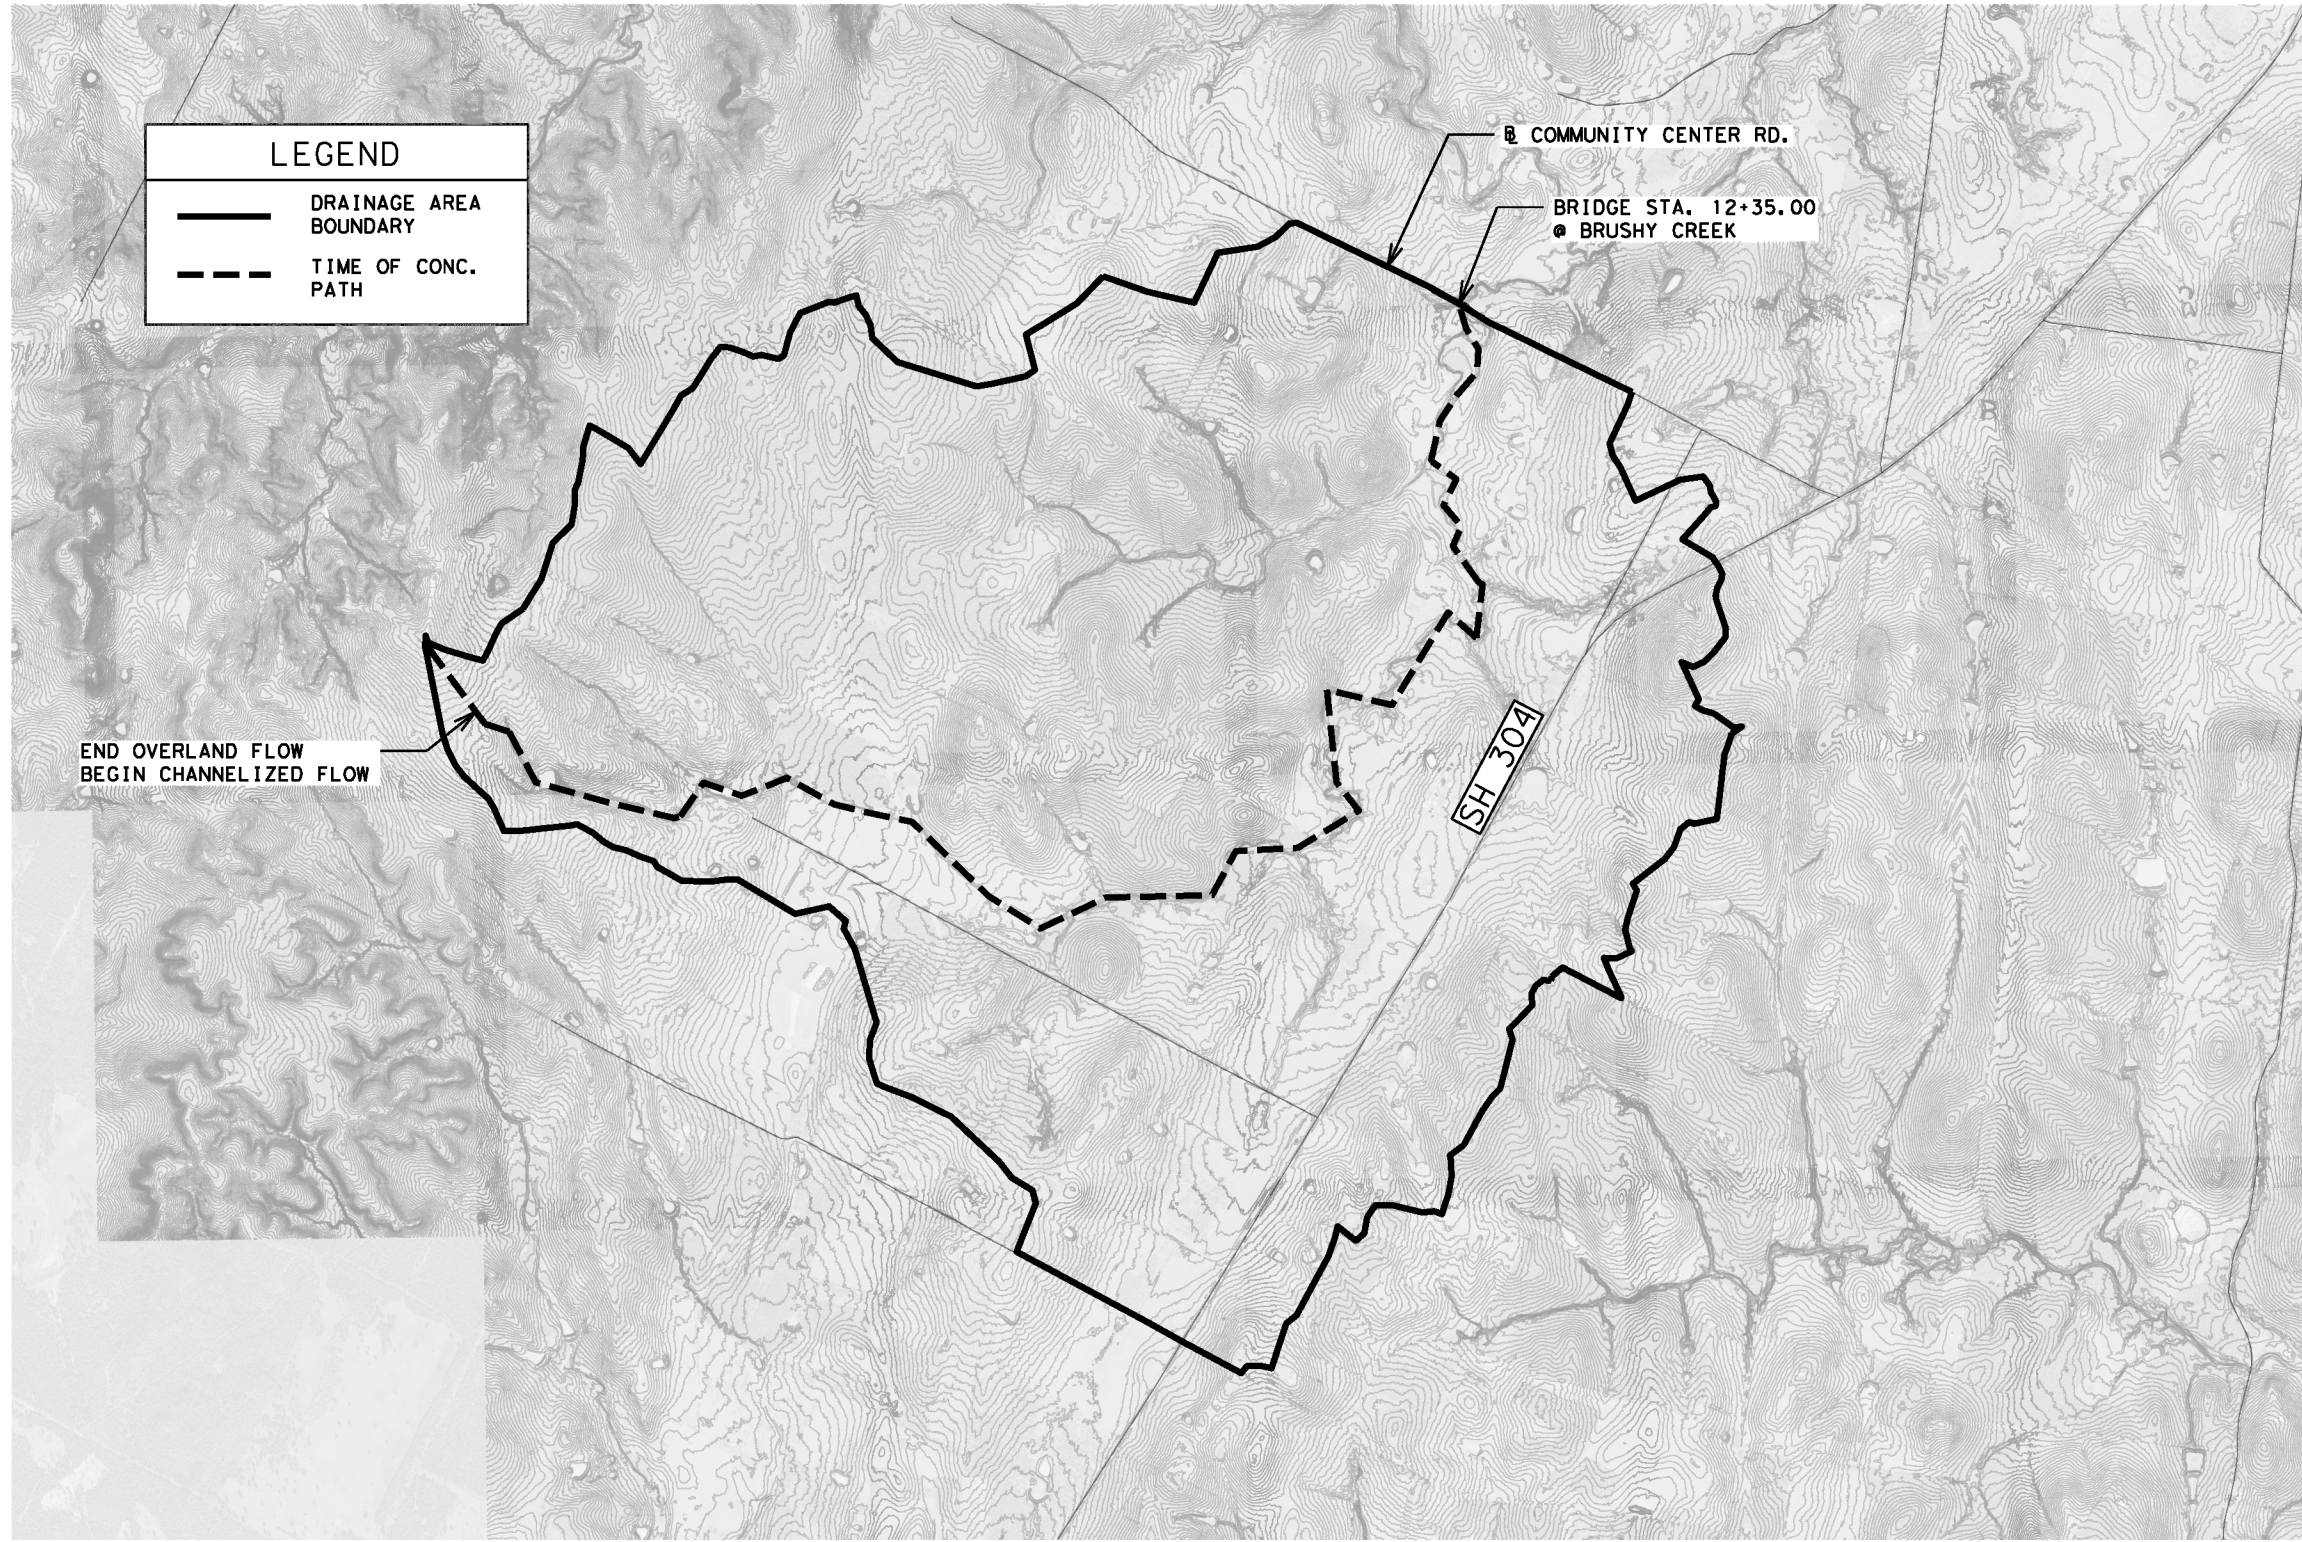 LEGEND
DRAINAGE AREA
BOUNDARY
TIME OF CONC.
PATH
℄ COMMUNITY CENTER RD.
BRIDGE STA. 12+35.00
@ BRUSHY CREEK
END OVERLAND FLOW
BEGIN CHANNELIZED FLOW
SH 304